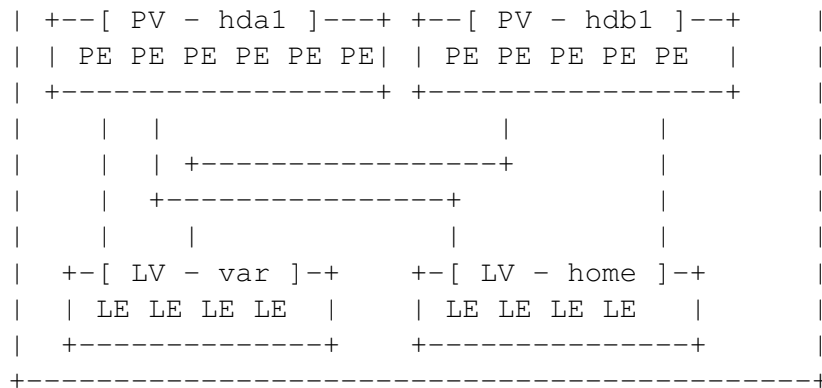 | +--[ PV - hda1 ]---+ +--[ PV - hdb1 ]--+      |
| | PE PE PE PE PE PE| | PE PE PE PE PE  |      |
| +------------------+ +-----------------+      |
|    |  |                    |        |         |
|    |  | +-----------------+          |        |
|    |  +----------------+            |         |
|    |    |              |            |         |
|  +-[ LV - var ]-+    +-[ LV - home ]-+        |
|  | LE LE LE LE  |    | LE LE LE LE   |        |
|  +--------------+    +---------------+        |
+----------------------------------------------+